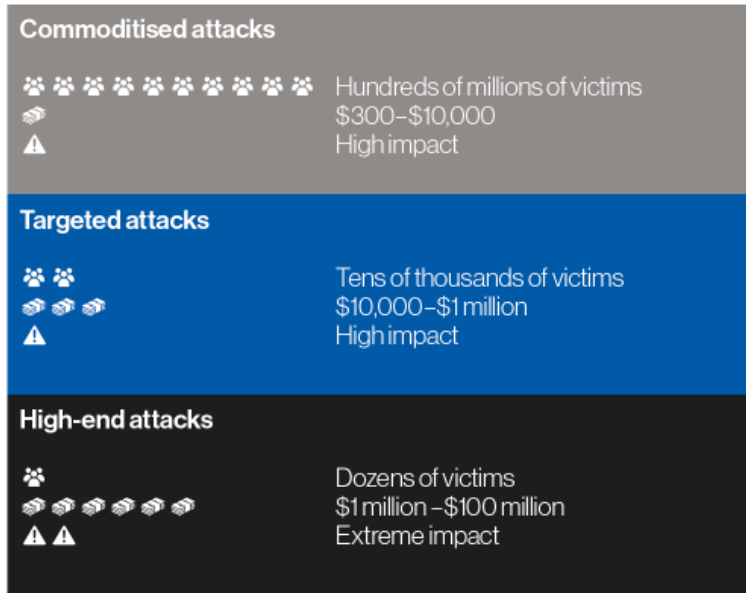 Commoditised attacks
Hundreds of millions of victims
$300–$10,000
High impact
Targeted attacks
Tens of thousands of victims
$10,000–$1 million
High impact
High-end attacks
Dozens of victims
$1 million –$100 million
Extreme impact